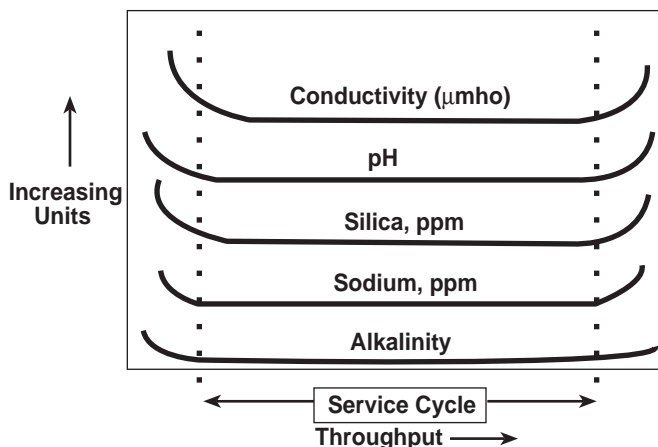 Conductivity (μmho)
pH
Increasing
Units
Silica, ppm
Sodium, ppm
Alkalinity
Service Cycle
Throughput